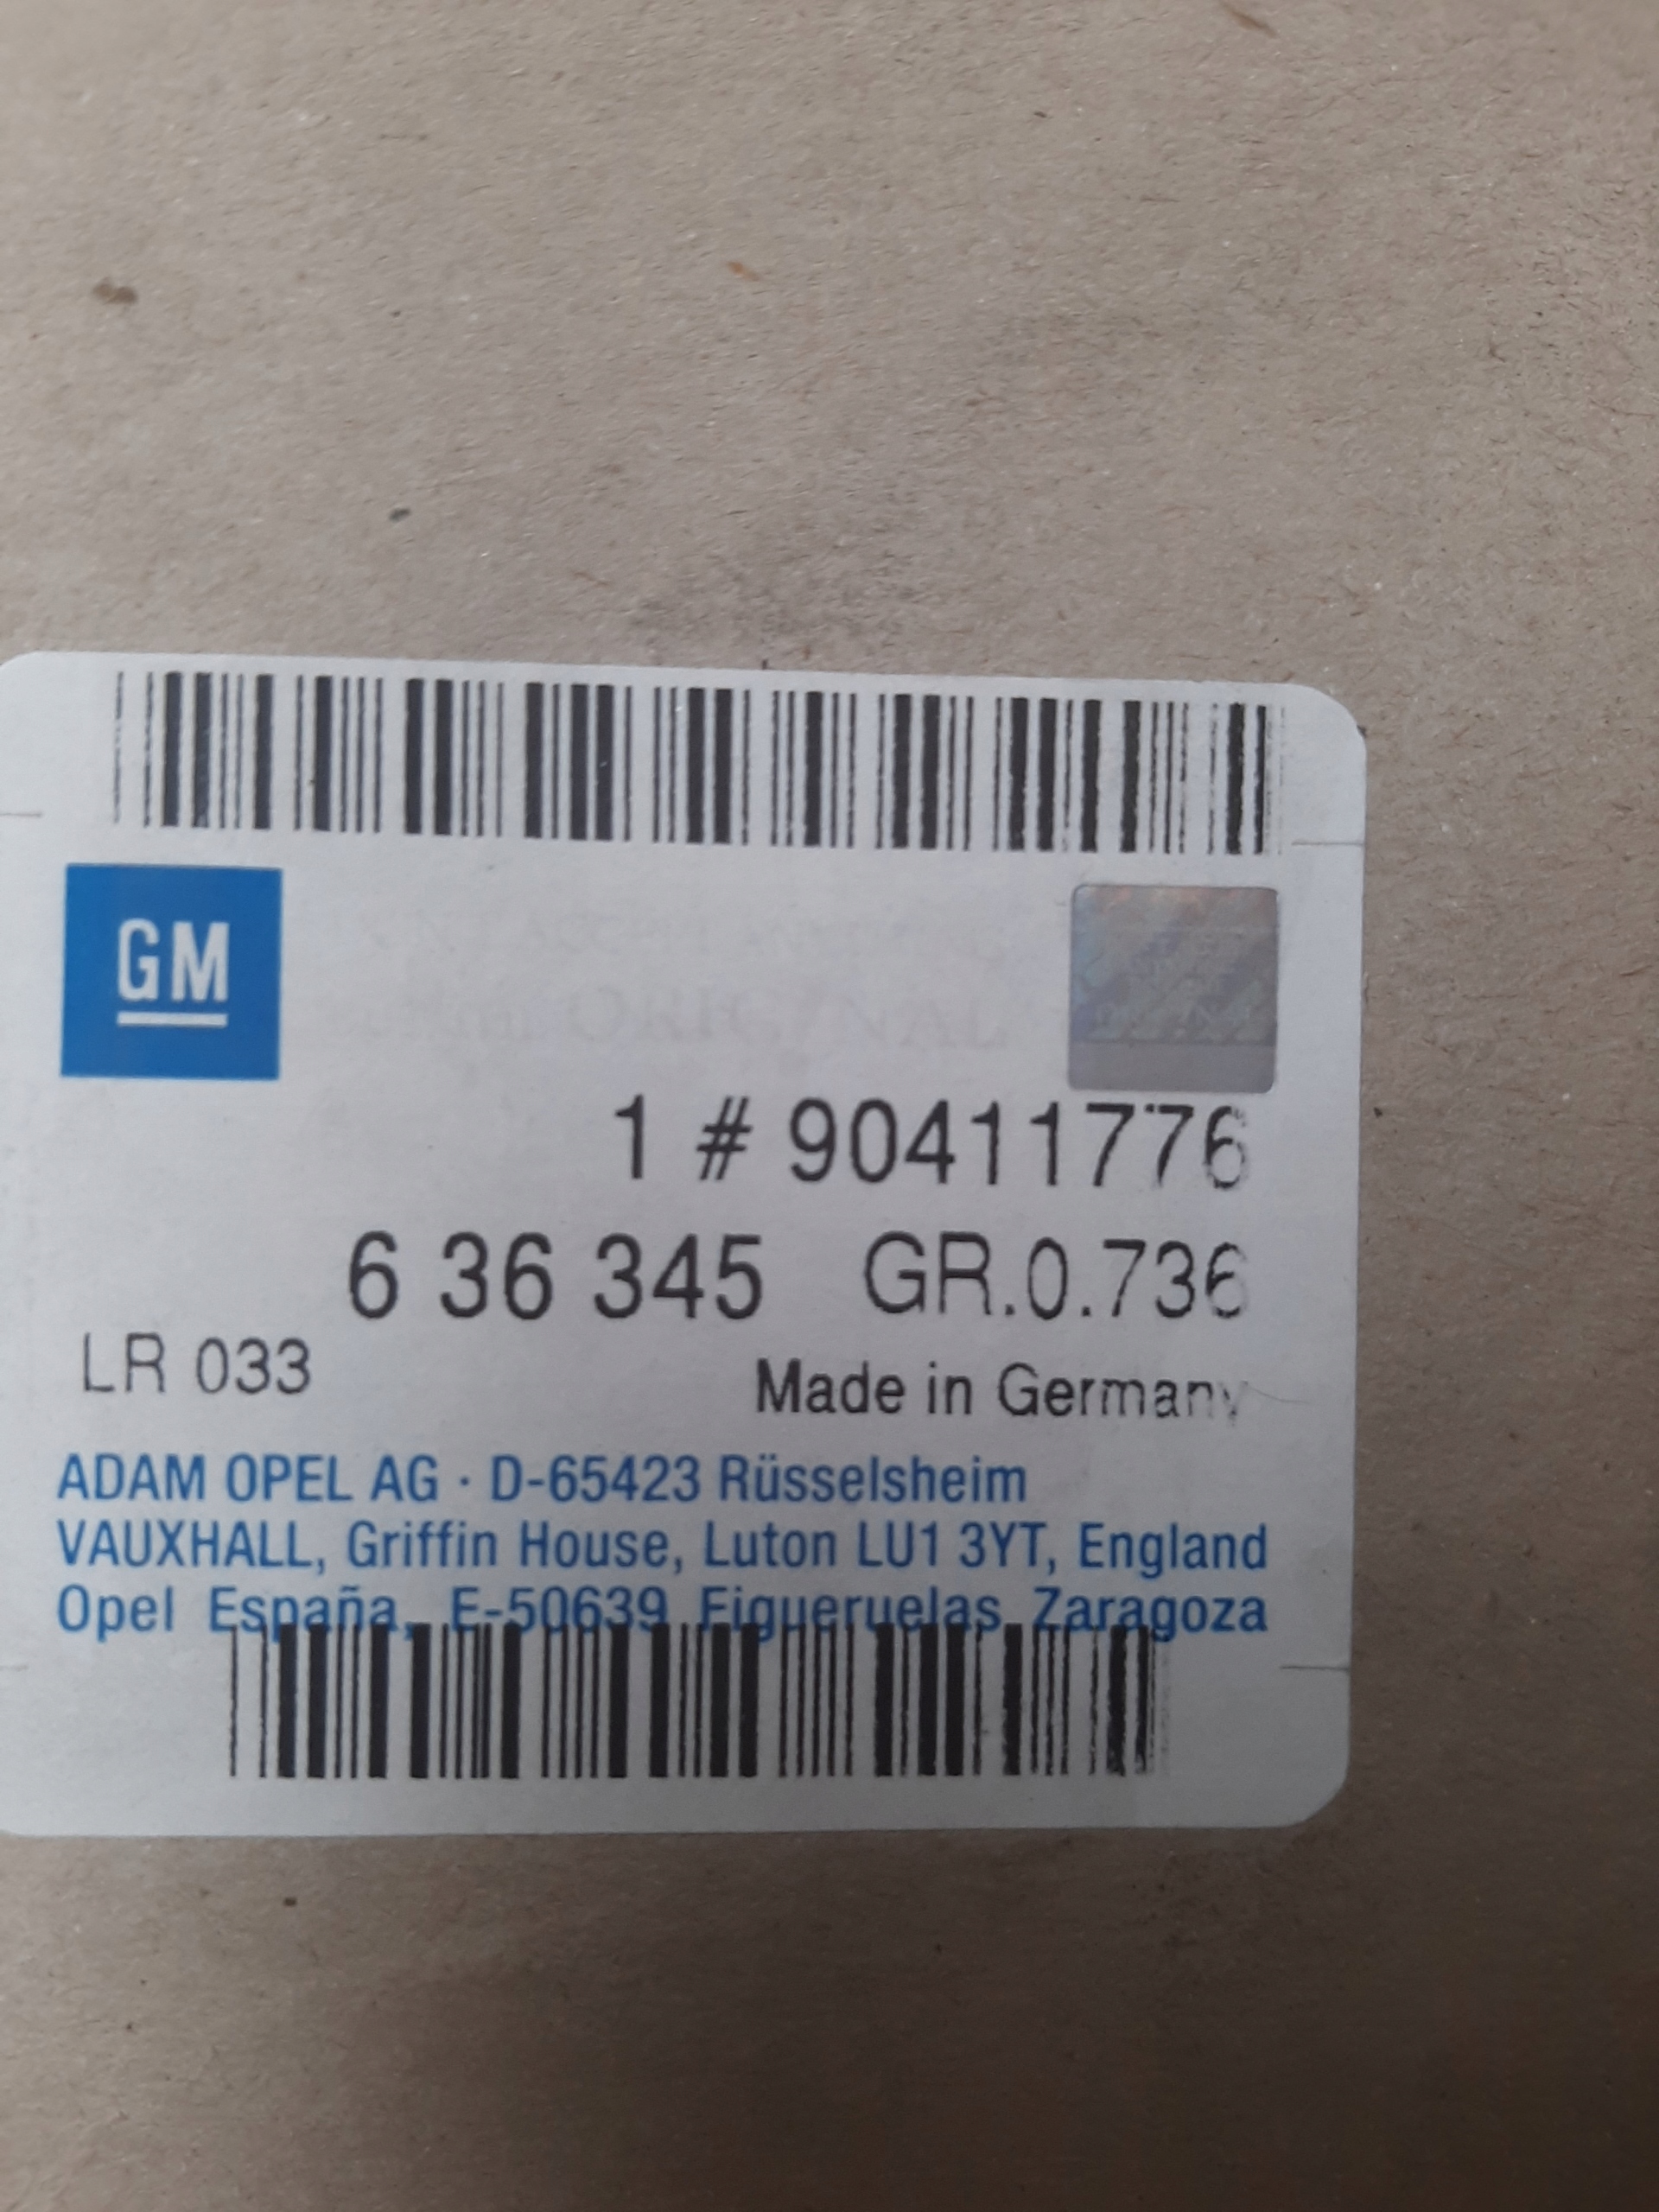 GM
ORIGINAL
1 # 90411776
6 36 345 GR.0.736
LR 033
Made in Germany
ADAM OPEL AG · D-65423 Rüsselsheim
VAUXHALL, Griffin House, Luton LU1 3YT, England
Opel España, E-50639 Figueruelas Zaragoza